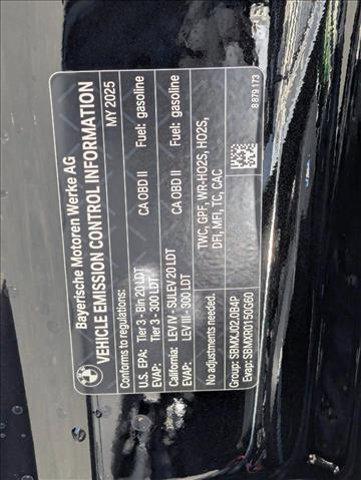 Bayerische Motoren Werke AG
VEHICLE EMISSION CONTROL INFORMATION
Conforms to regulations: MY 2025
U.S. EPA: Tier 3 - Bin 20 LDT CA OBD II Fuel: gasoline
EVAP: Tier 3 - 300 LDT
California: LEV IV - SULEV 20 LDT CA OBD II Fuel: gasoline
EVAP: LEV III - 300 LDT
No adjustments needed. TWC, GPF, WR-HO2S, HO2S,
DFI, MFI, TC, CAC
Group: SBMXJ02.0B4P
Evap: SBMXR0150G60
8 879 173